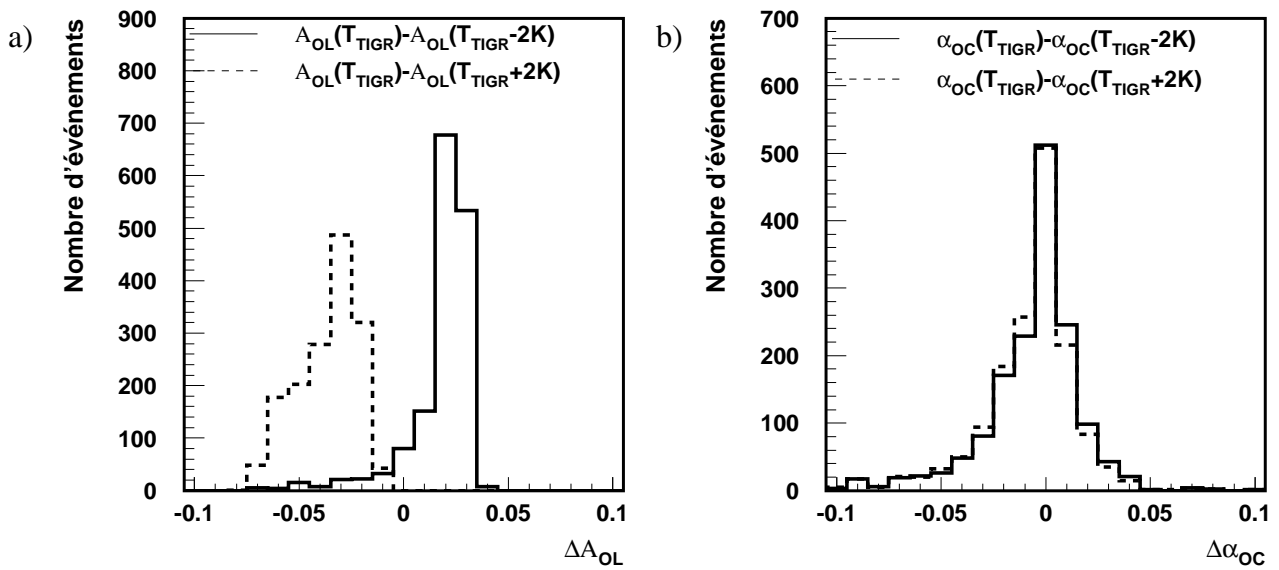 a)
A_OL(T_TIGR)-A_OL(T_TIGR-2K)
A_OL(T_TIGR)-A_OL(T_TIGR+2K)
Nombre d'événements
900
800
700
600
500
400
300
200
100
0
-0.1 -0.05 0 0.05 0.1
ΔA_OL
b)
α_OC(T_TIGR)-α_OC(T_TIGR-2K)
α_OC(T_TIGR)-α_OC(T_TIGR+2K)
Nombre d'événements
700
600
500
400
300
200
100
0
-0.1 -0.05 0 0.05 0.1
Δα_OC